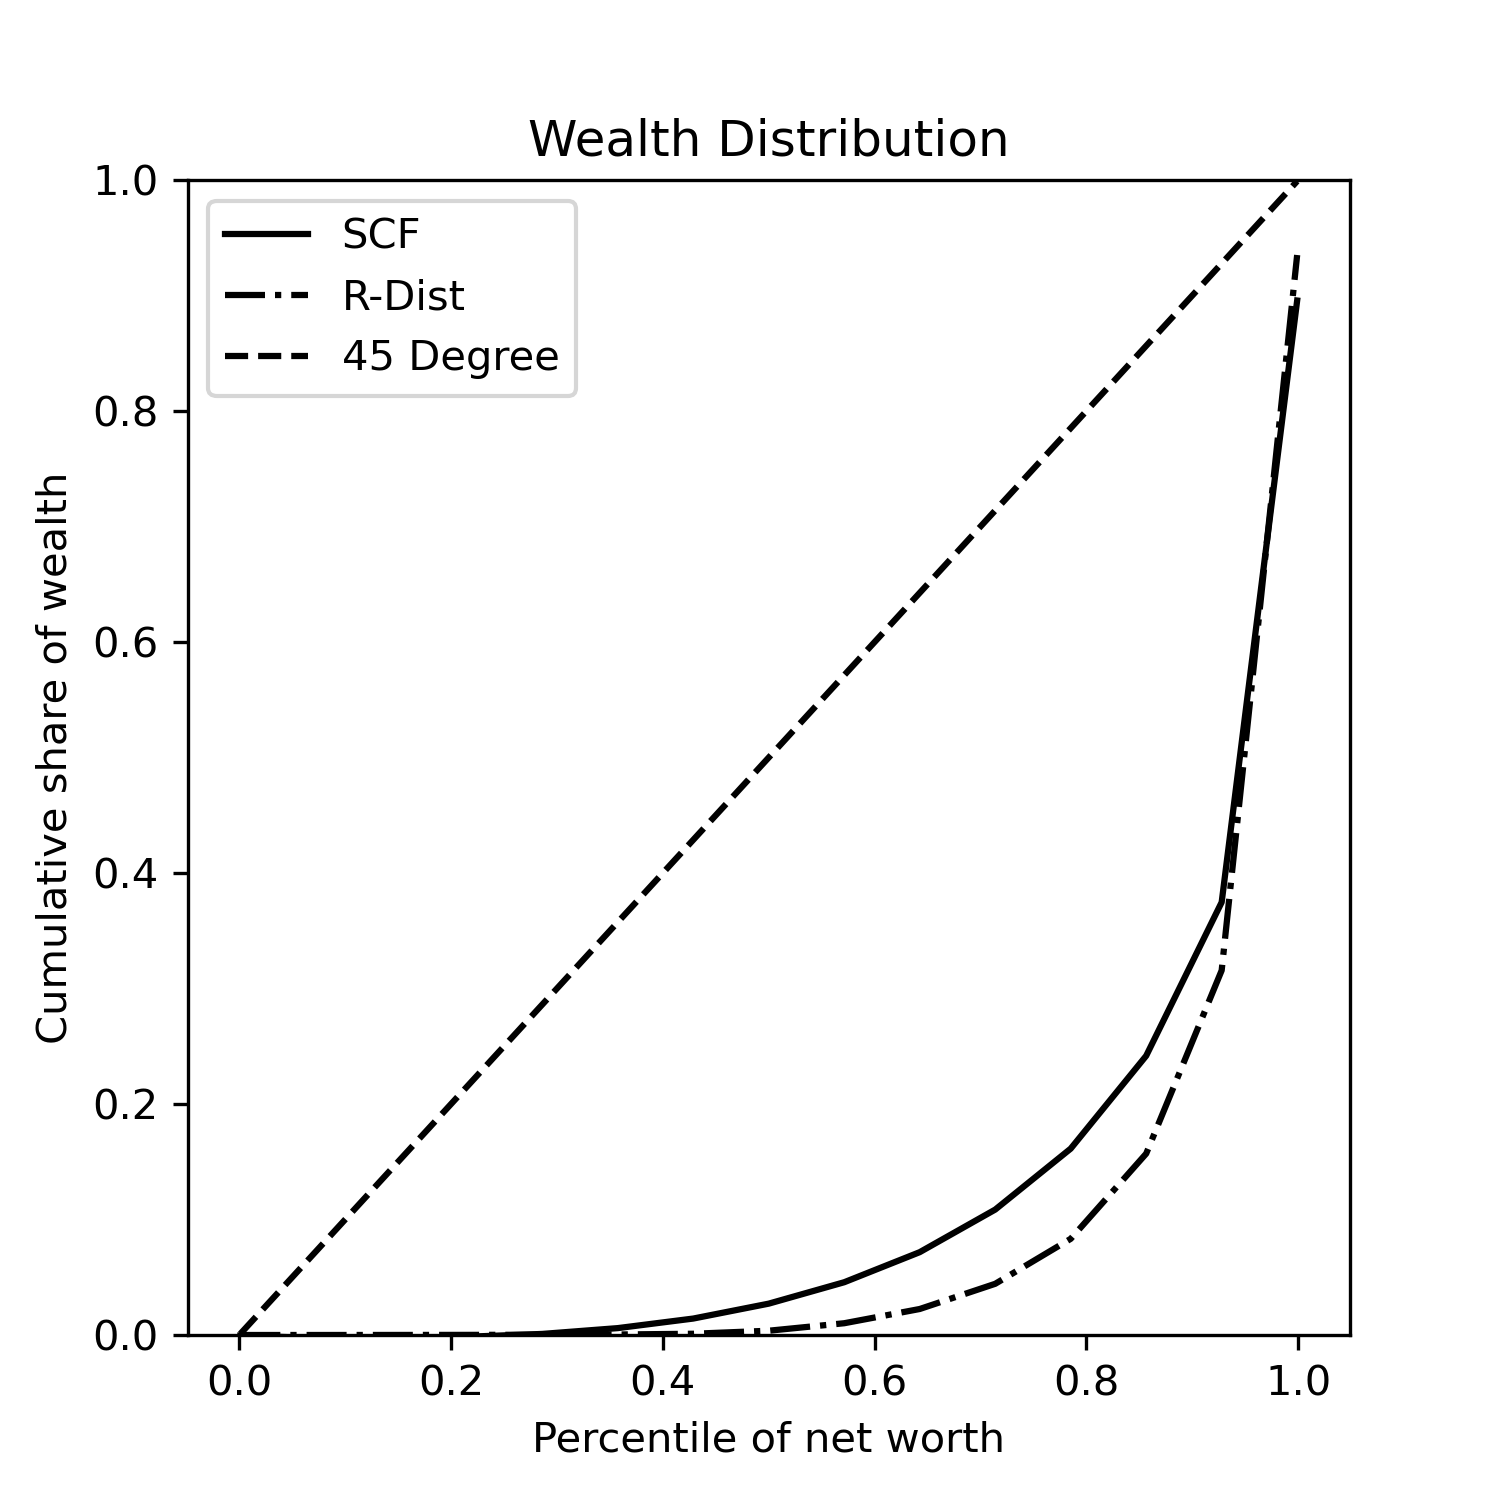 Wealth Distribution
1.0
0.8
0.6
0.4
0.2
0.0
Cumulative share of wealth
SCF
R-Dist
45 Degree
0.0 0.2 0.4 0.6 0.8 1.0
Percentile of net worth